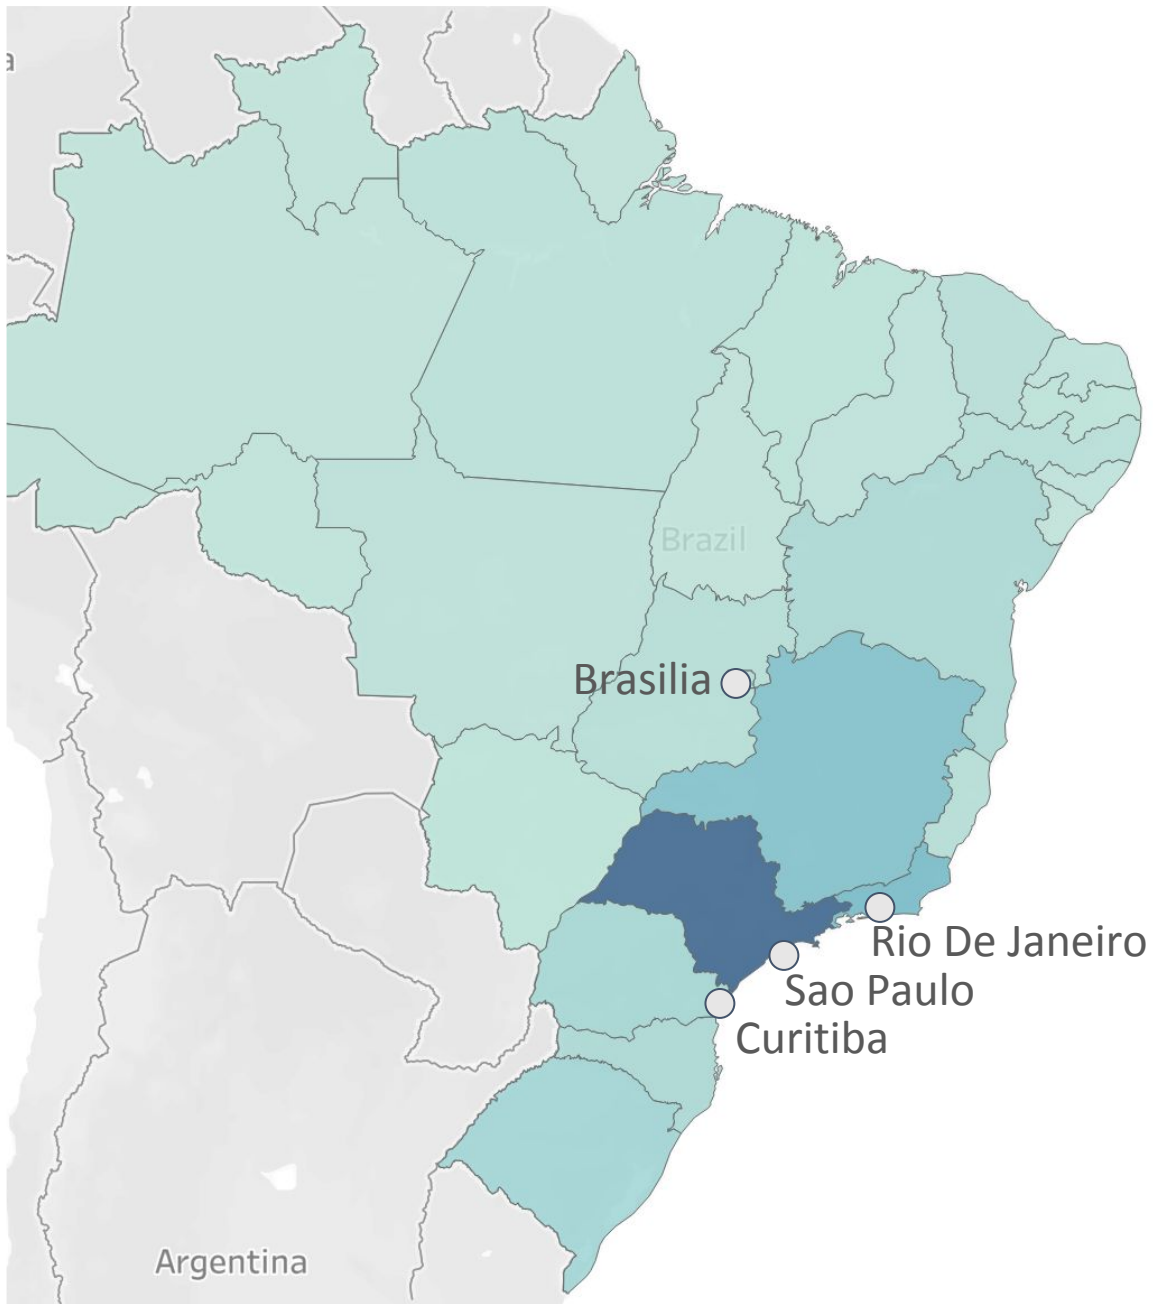 a
Brazil
Brasilia
Rio De Janeiro
Sao Paulo
Curitiba
Argentina